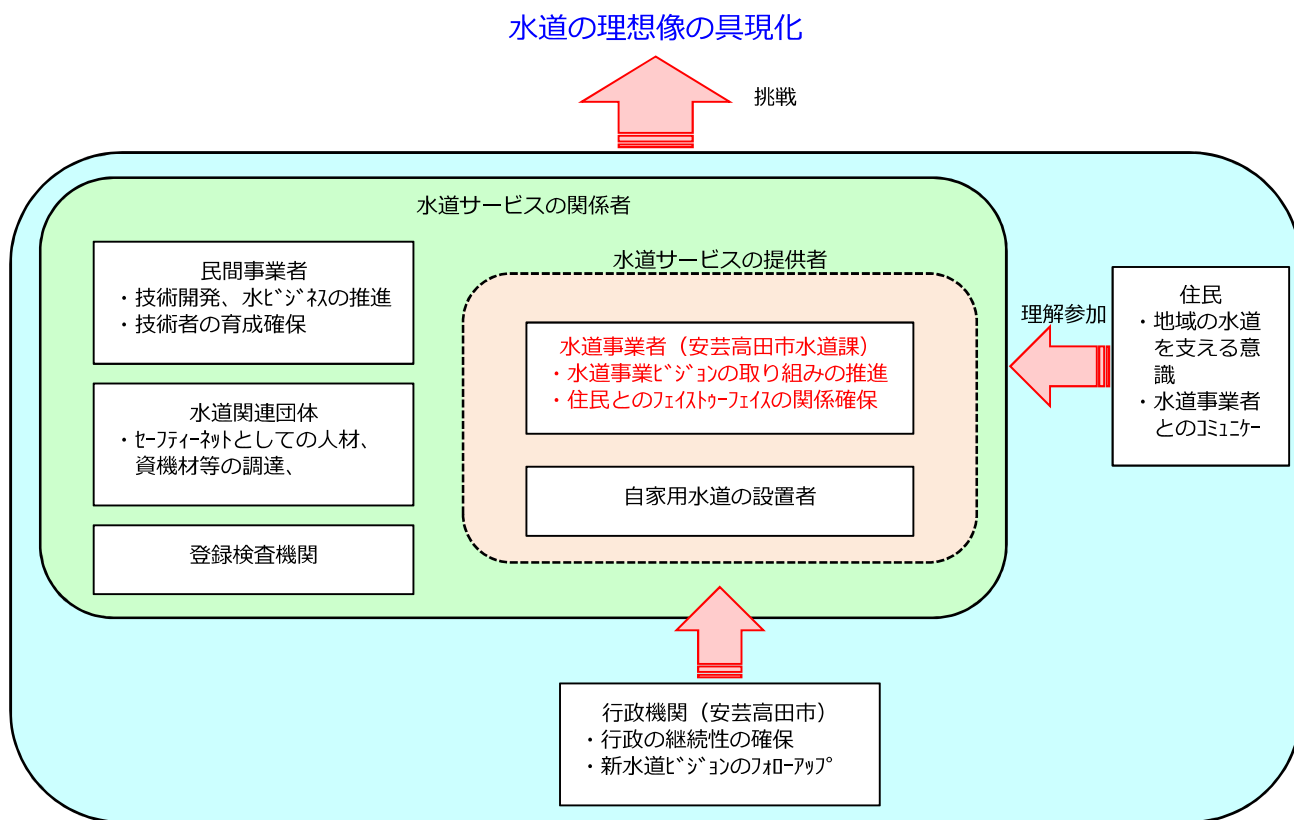 水道の理想像の具現化
挑戦
水道サービスの関係者
民間事業者
・技術開発、水ﾋﾞｼﾞﾈｽの推進
・技術者の育成確保
水道関連団体
・ｾｰﾌﾃｨｰﾈｯﾄとしての人材、
資機材等の調達、
登録検査機関
水道サービスの提供者
水道事業者（安芸高田市水道課）
・水道事業ﾋﾞｼﾞｮﾝの取り組みの推進
・住民とのﾌｪｲｽﾄｩｰﾌｪｲｽの関係確保
自家用水道の設置者
理解参加
住民
・地域の水道
を支える意
識
・水道事業者
とのｺﾐｭﾆｹｰ
行政機関（安芸高田市）
・行政の継続性の確保
・新水道ﾋﾞｼﾞｮﾝのﾌｫﾛｰｱｯﾌﾟ